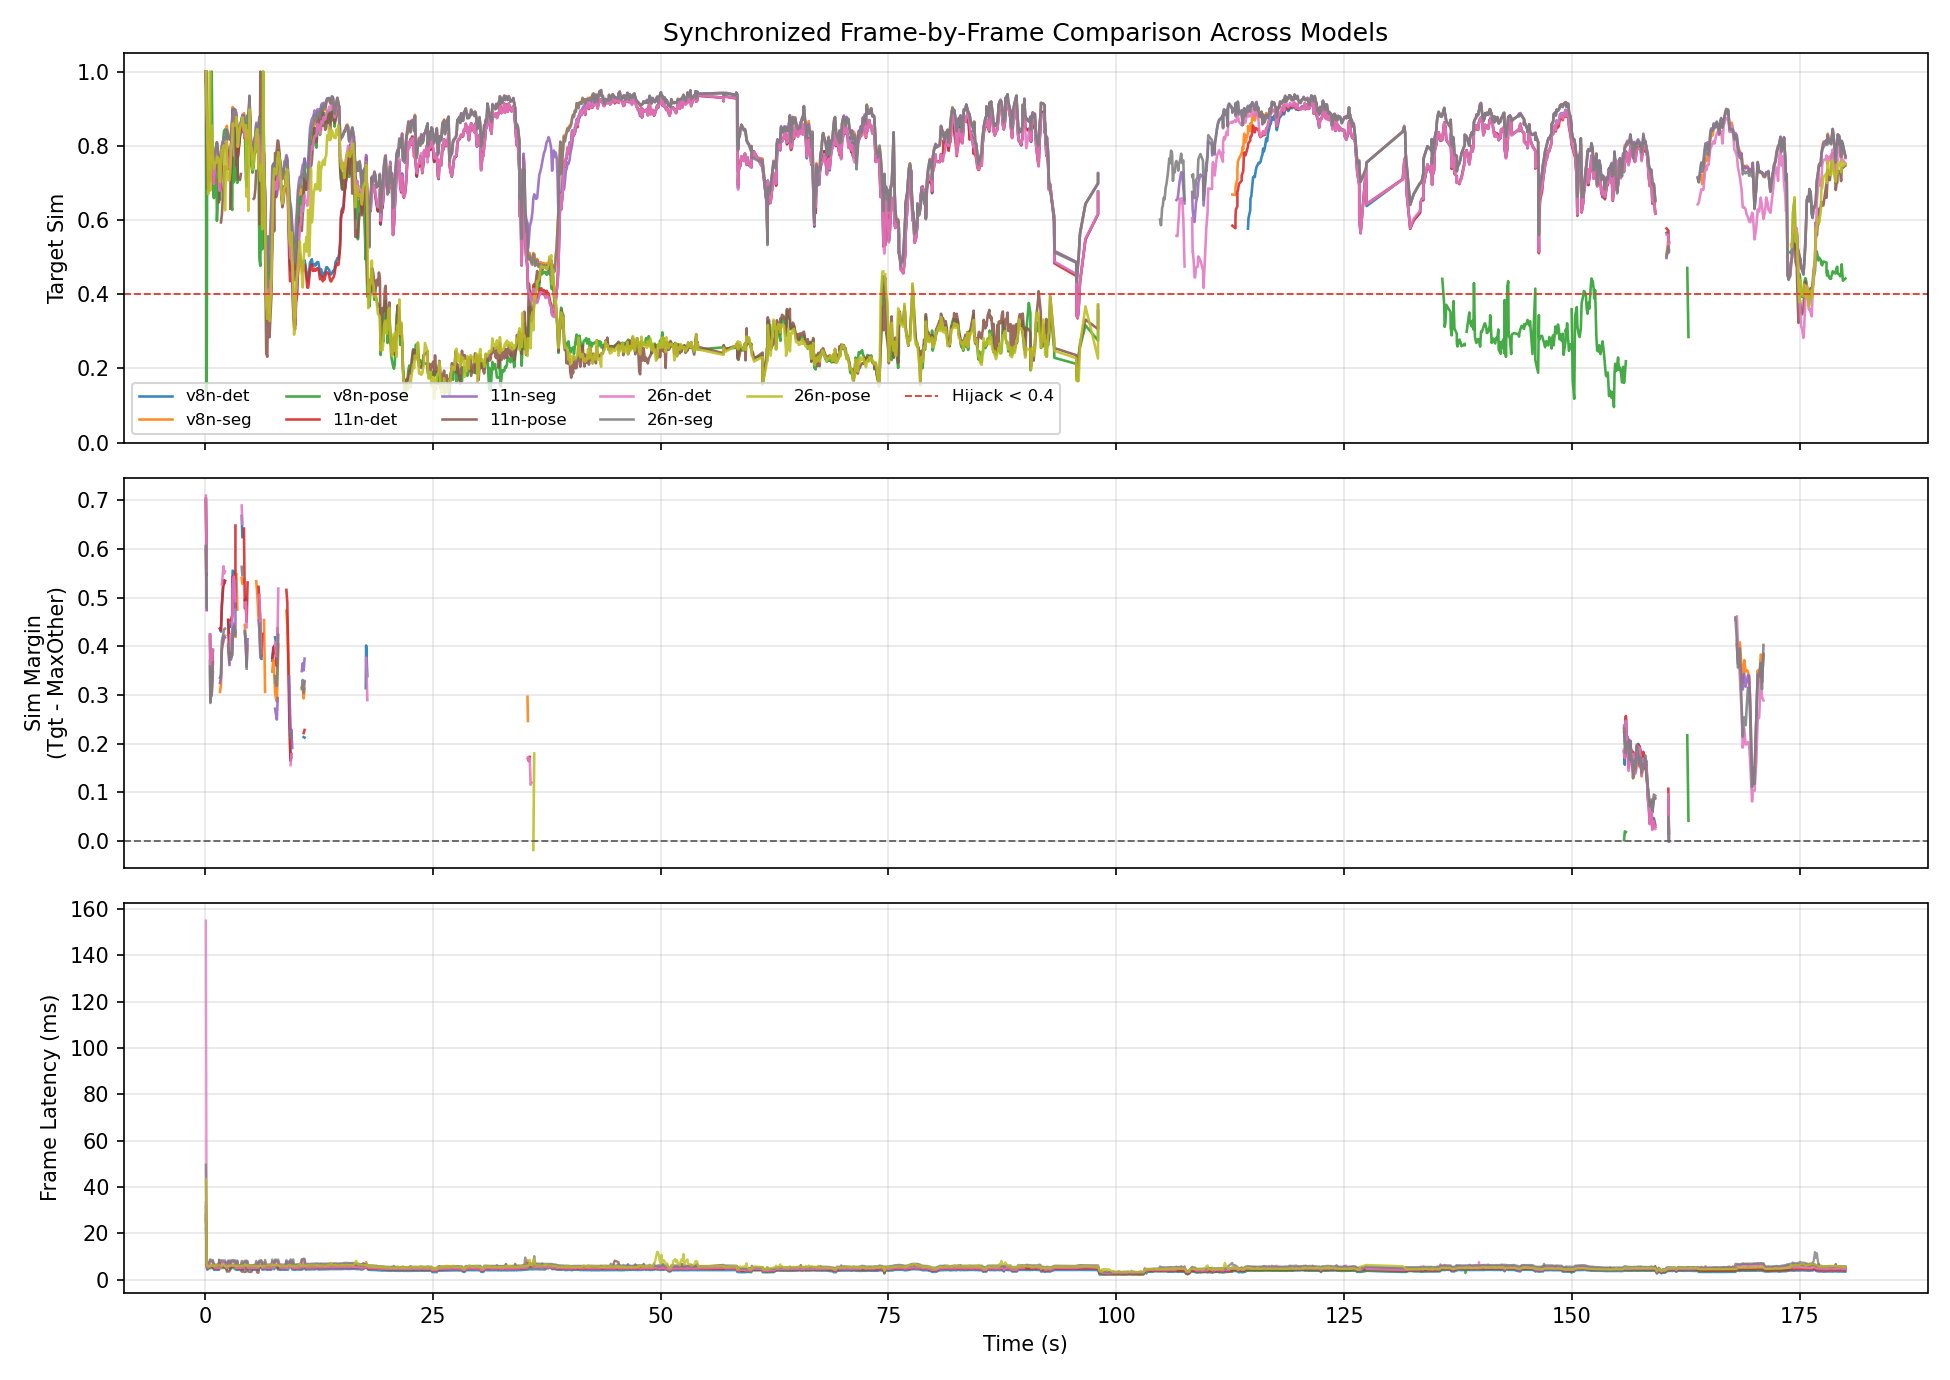 Synchronized Frame-by-Frame Comparison Across Models
1.0
0.8
0.6
0.4
0.2
0.0
Target Sim
v8n-det
v8n-seg
v8n-pose
11n-det
11n-seg
11n-pose
26n-det
26n-seg
26n-pose
Hijack < 0.4
0.7
0.6
0.5
0.4
0.3
0.2
0.1
0.0
Sim Margin
(Tgt - MaxOther)
160
140
120
100
80
60
40
20
0
Frame Latency (ms)
0 25 50 75 100 125 150 175
Time (s)